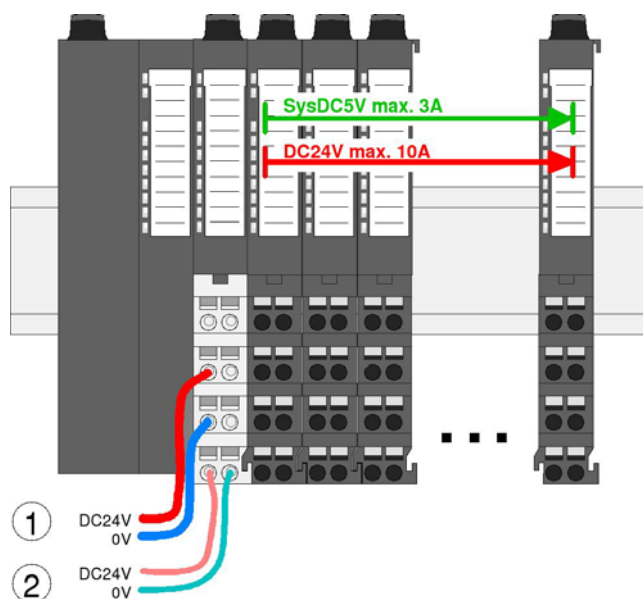 SysDC5V max. 3A
DC24V max. 10A
1 DC24V
0V
2 DC24V
0V